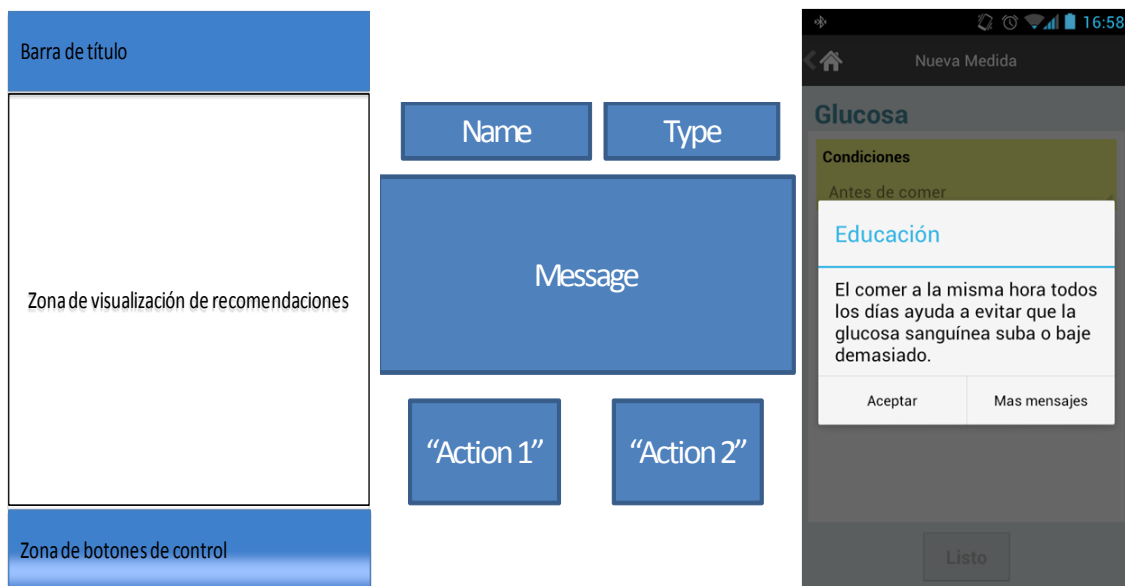 Barra de título
Zona de visualización de recomendaciones
Zona de botones de control
Name
Type
Message
“Action 1”
“Action 2”
16:58
Nueva Medida
Glucosa
Condiciones
Antes de comer
Educación
El comer a la misma hora todos
los días ayuda a evitar que la
glucosa sanguínea suba o baje
demasiado.
Aceptar
Mas mensajes
Listo